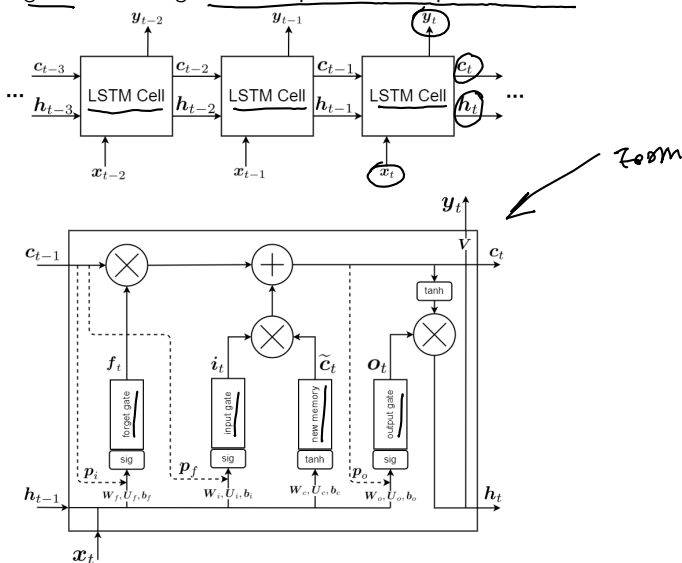 y_{t-2} y_{t-1} y_t
c_{t-3} c_{t-2} c_{t-1} c_t
... LSTM Cell LSTM Cell LSTM Cell ...
h_{t-3} h_{t-2} h_{t-1} h_t
x_{t-2} x_{t-1} x_t
Zoom
y_t
V
c_{t-1} c_t
tanh
f_t i_t c̃_t o_t
forget gate input gate new memory output gate
sig sig tanh sig
p_i p_f p_o
W_f, U_f, b_f W_i, U_i, b_i W_c, U_c, b_c W_o, U_o, b_o
h_{t-1} h_t
x_t